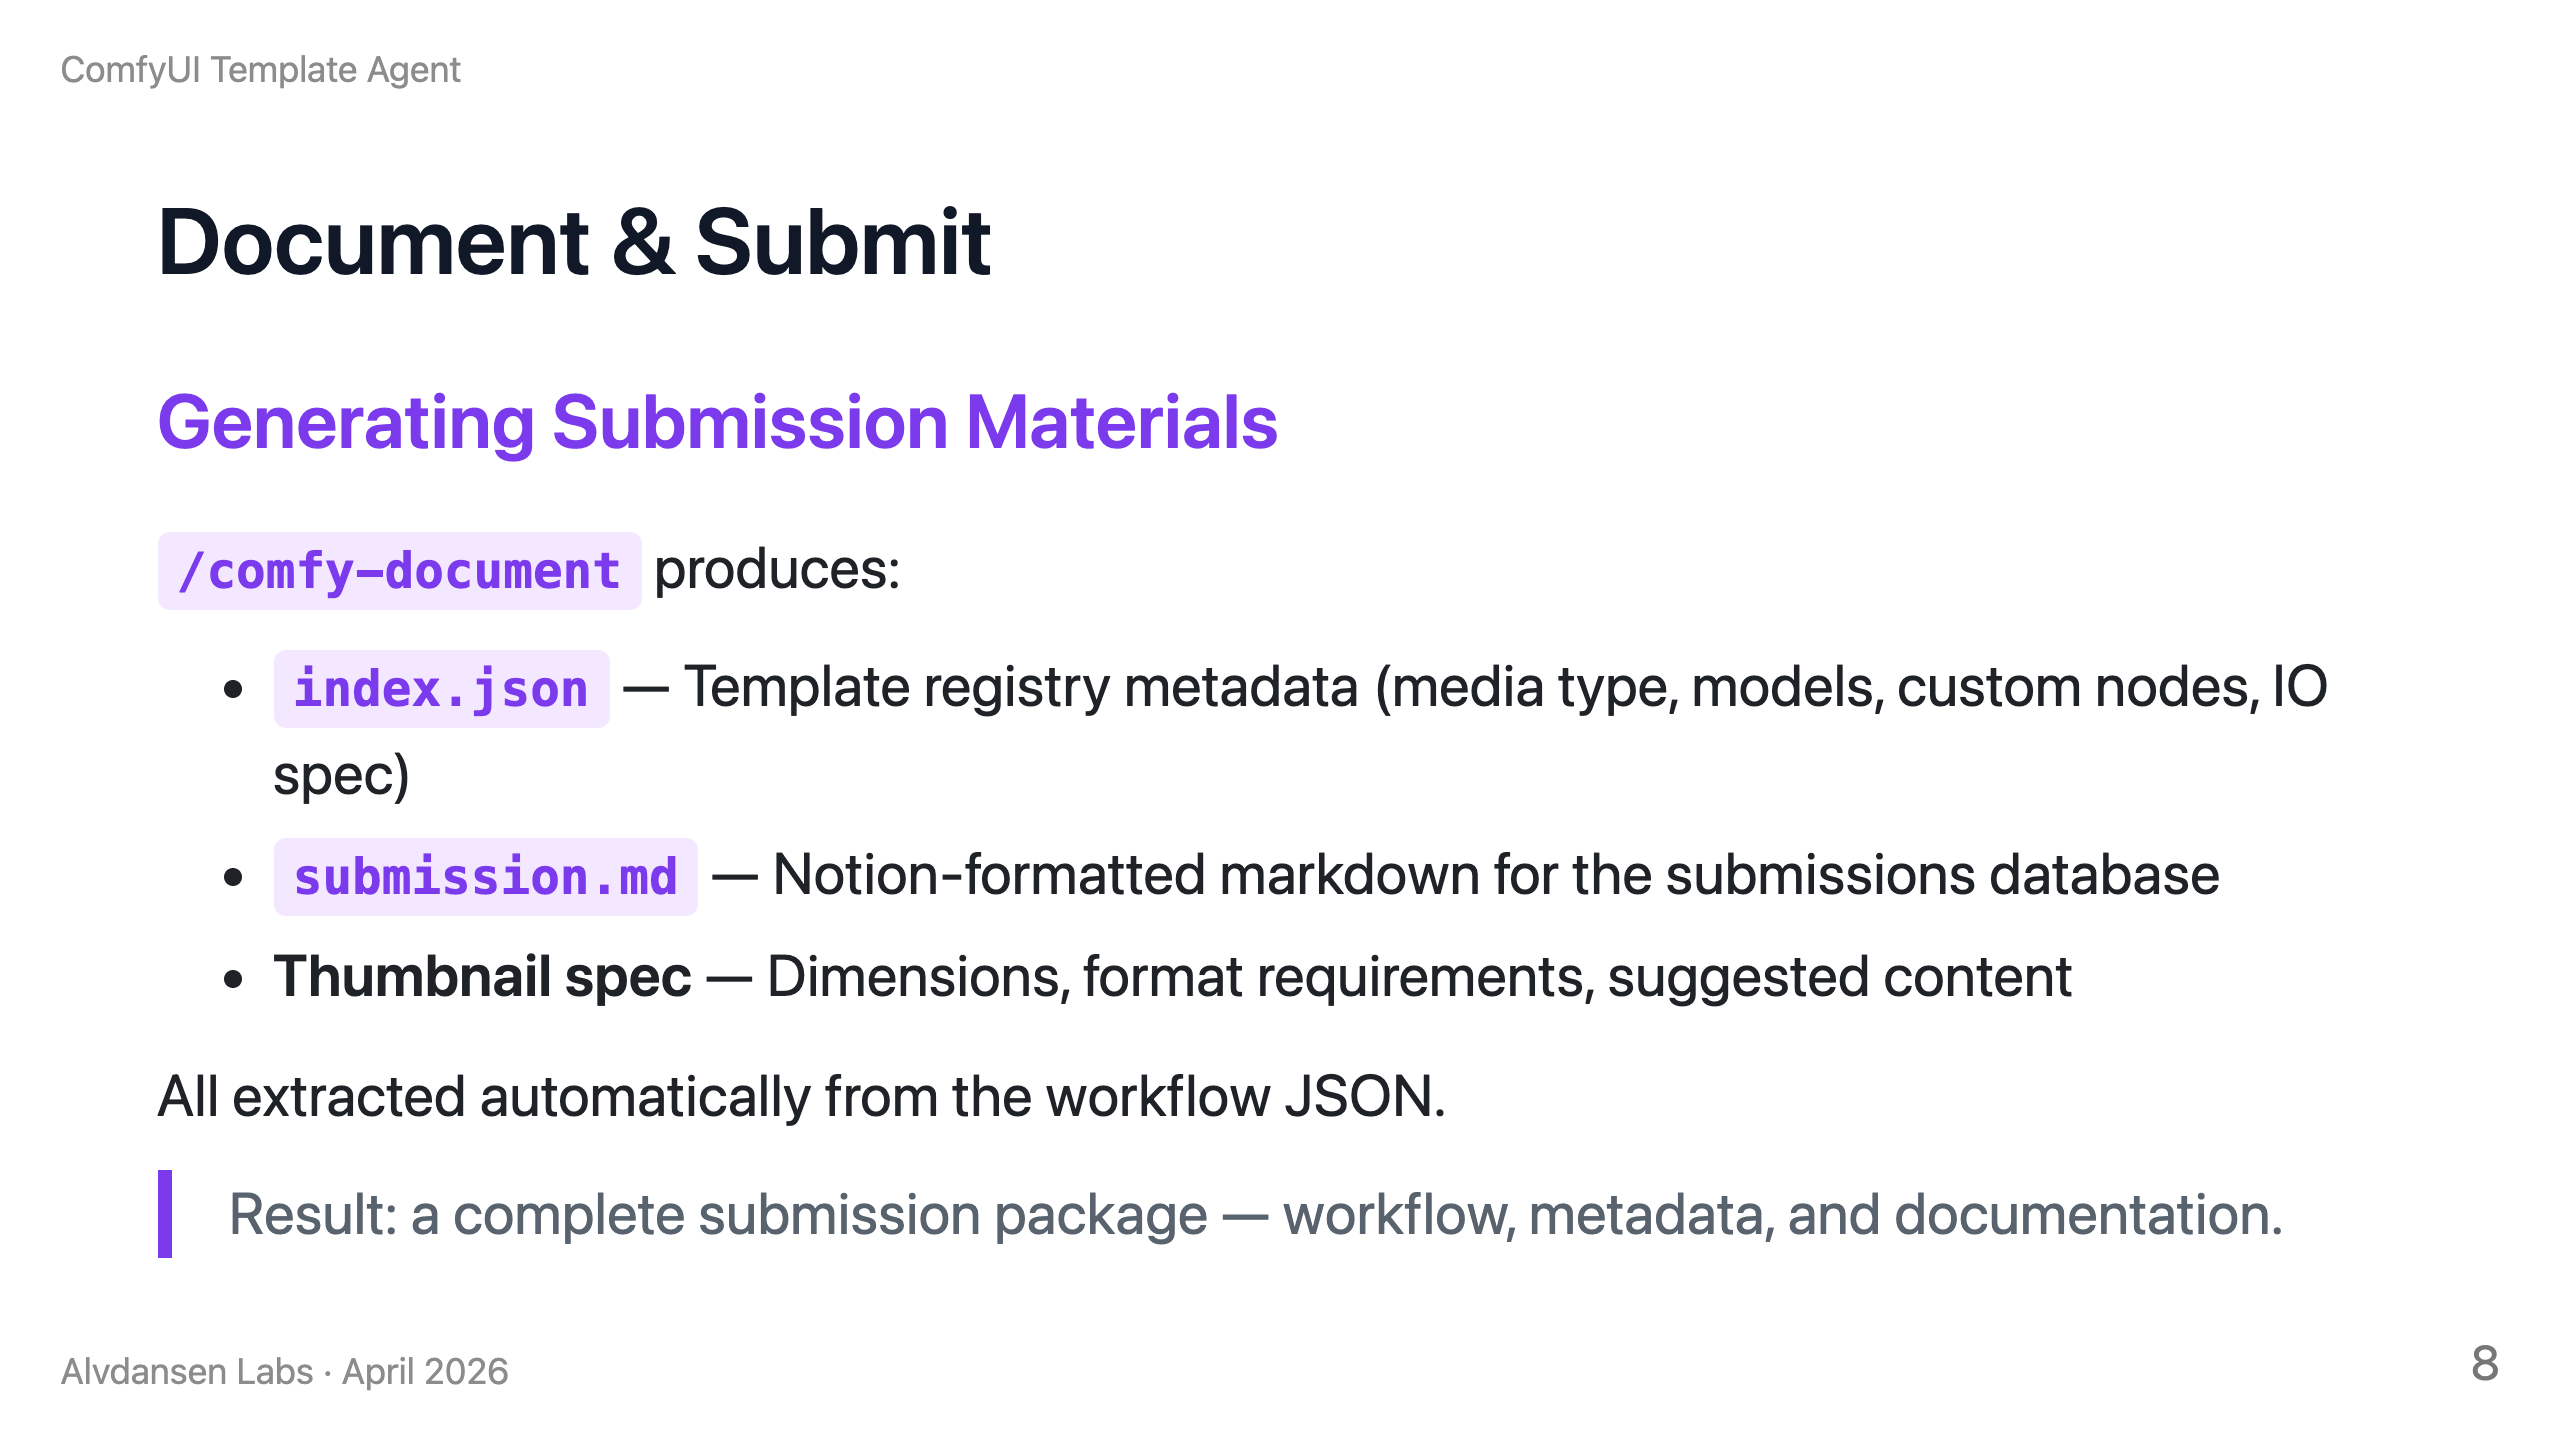 ComfyUI Template Agent
Document & Submit
Generating Submission Materials
/comfy-document produces:
• index.json — Template registry metadata (media type, models, custom nodes, IO
spec)
• submission.md — Notion-formatted markdown for the submissions database
• Thumbnail spec — Dimensions, format requirements, suggested content
All extracted automatically from the workflow JSON.
Result: a complete submission package — workflow, metadata, and documentation.
Alvdansen Labs · April 2026
8